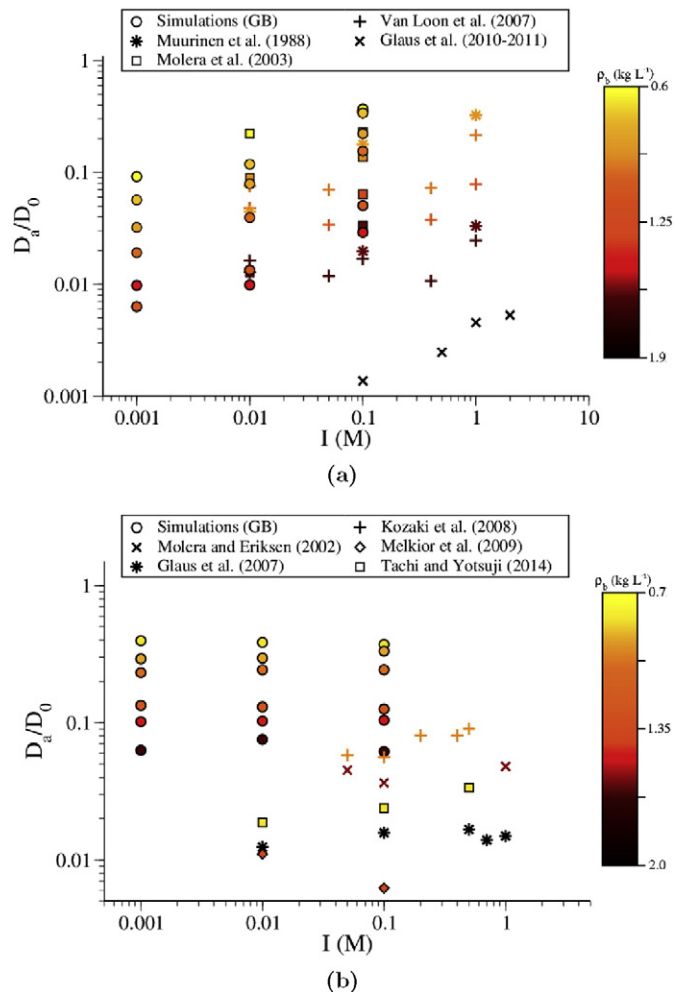 Simulations (GB)
Muurinen et al. (1988)
Molera et al. (2003)
Van Loon et al. (2007)
Glaus et al. (2010-2011)
ρb (kg L-1)
0.6
1.25
1.9
1
0.1
0.01
0.001
Da/D0
0.001
0.01
0.1
1
10
I (M)
(a)
Simulations (GB)
Molera and Eriksen (2002)
Glaus et al. (2007)
Kozaki et al. (2008)
Melkior et al. (2009)
Tachi and Yotsuji (2014)
ρb (kg L-1)
0.7
1.35
2.0
1
0.1
0.01
Da/D0
0.001
0.01
0.1
1
I (M)
(b)